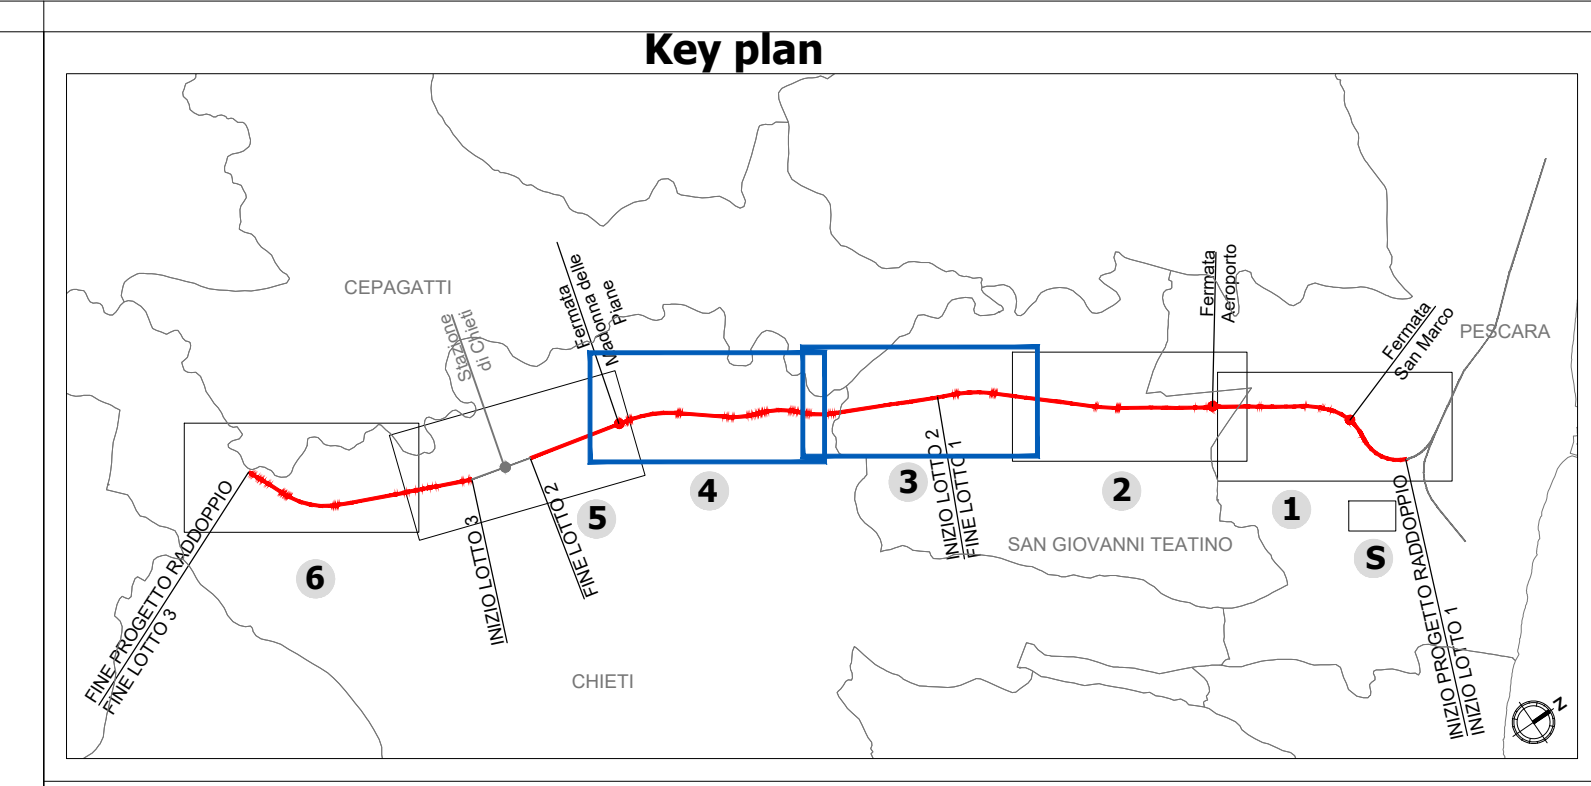 Key plan
CEPAGATTI
Stazione
di Chieti
Fermata
Madonna delle
Piane
Fermata
Aeroporto
Fermata
San Marco
PESCARA
FINE PROGETTO RADDOPPIO
FINE LOTTO 3
6
INIZIO LOTTO 3
FINE LOTTO 2
5
4
3
INIZIO LOTTO 2
FINE LOTTO 1
2
1
S
SAN GIOVANNI TEATINO
INIZIO PROGETTO RADDOPPIO
INIZIO LOTTO 1
CHIETI
N